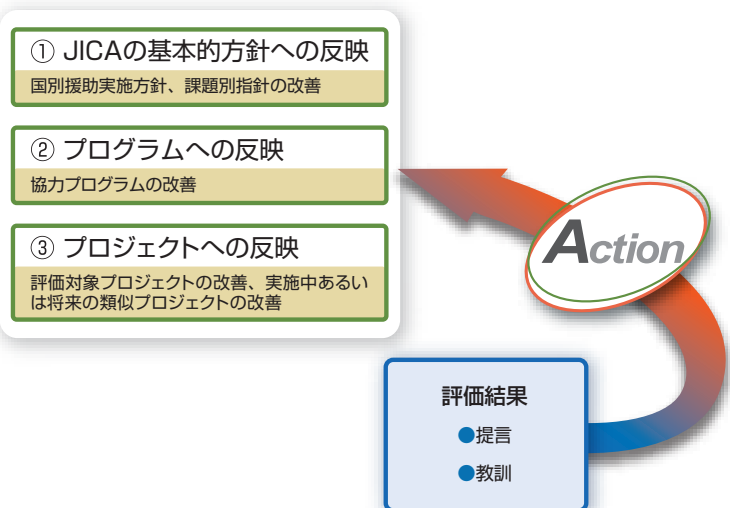 ① JICAの基本的方針への反映
国別援助実施方針、課題別指針の改善
② プログラムへの反映
協力プログラムの改善
③ プロジェクトへの反映
評価対象プロジェクトの改善、実施中あるい
は将来の類似プロジェクトの改善
Action
評価結果
●提言
●教訓